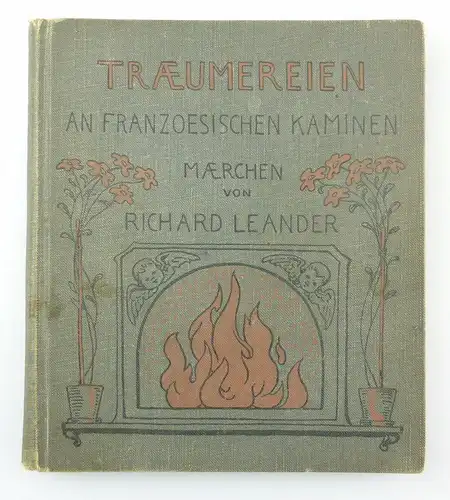 TRÆUMEREIEN
AN FRANZOESISCHEN KAMINEN
MÆRCHEN
VON
RICHARD LEANDER